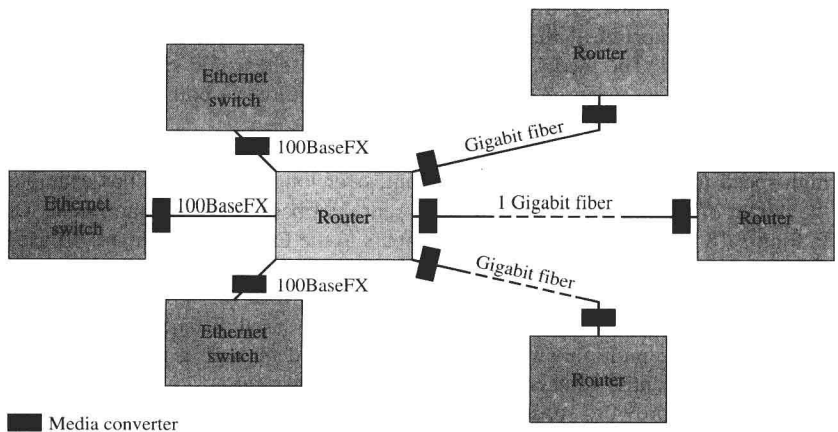 Ethernet
switch
100BaseFX
Ethernet
switch
100BaseFX
100BaseFX
Ethernet
switch
Router
Router
Gigabit fiber
1 Gigabit fiber
Router
Gigabit fiber
Router
Media converter